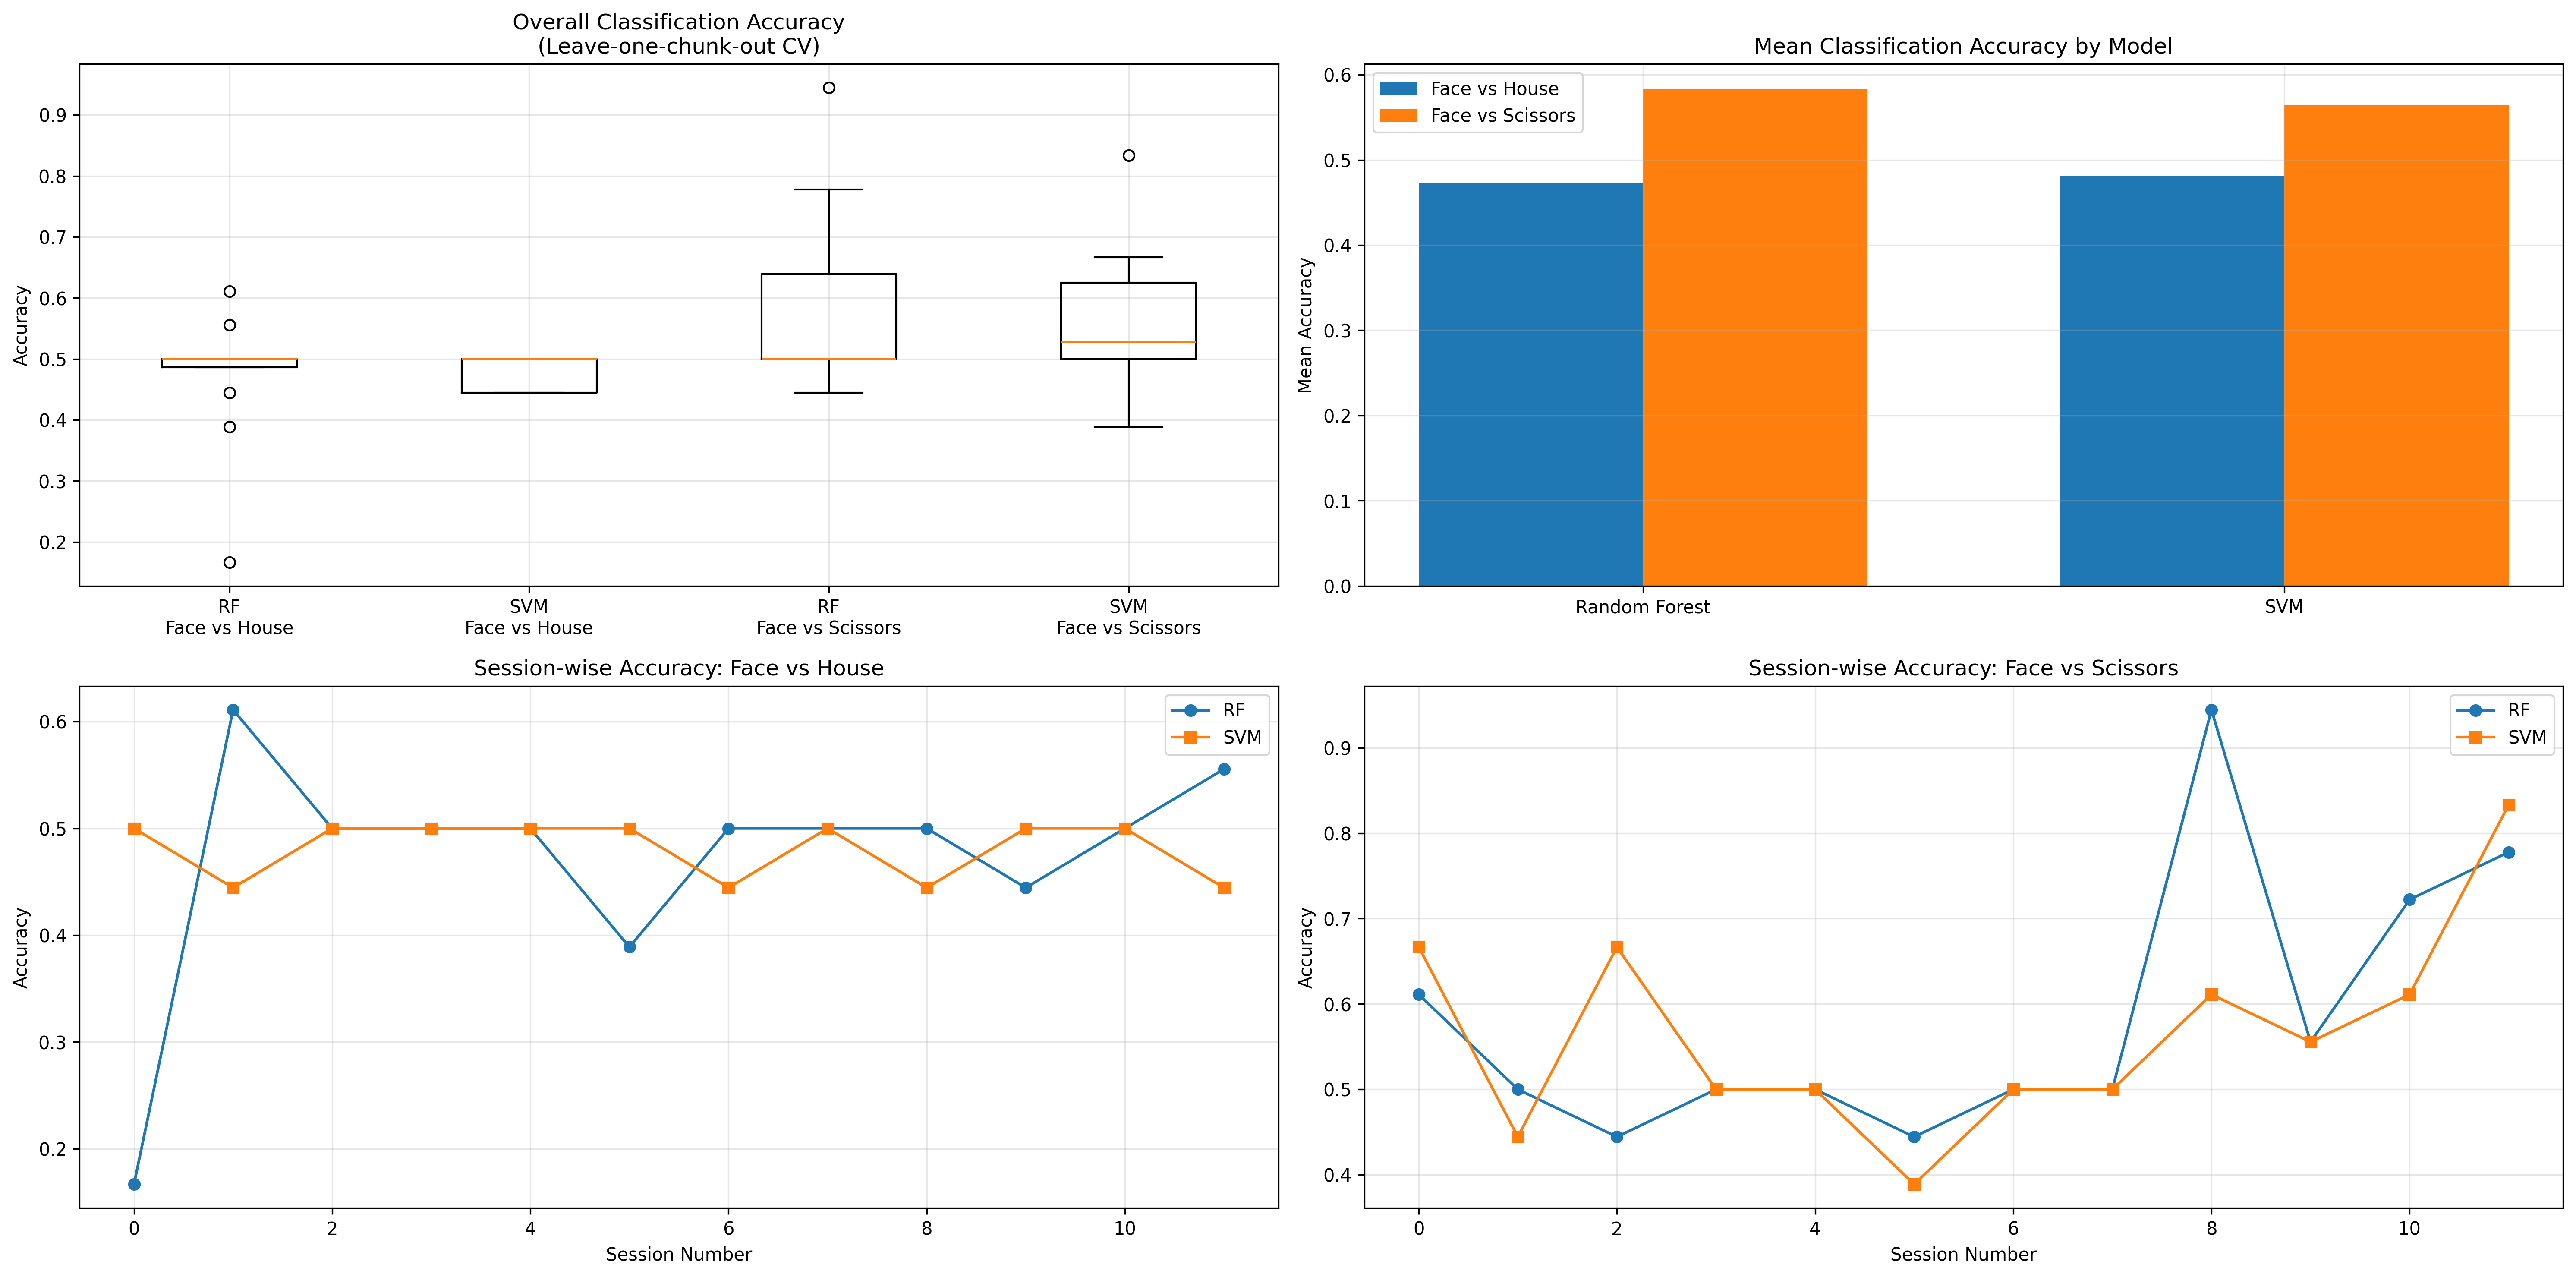 Overall Classification Accuracy
(Leave-one-chunk-out CV)
Accuracy
0.9
0.8
0.7
0.6
0.5
0.4
0.3
0.2
RF
Face vs House
SVM
Face vs House
RF
Face vs Scissors
SVM
Face vs Scissors
Mean Classification Accuracy by Model
Face vs House
Face vs Scissors
Mean Accuracy
0.6
0.5
0.4
0.3
0.2
0.1
0.0
Random Forest
SVM
Session-wise Accuracy: Face vs House
RF
SVM
Accuracy
0.6
0.5
0.4
0.3
0.2
0
2
4
6
8
10
Session Number
Session-wise Accuracy: Face vs Scissors
RF
SVM
Accuracy
0.9
0.8
0.7
0.6
0.5
0.4
0
2
4
6
8
10
Session Number